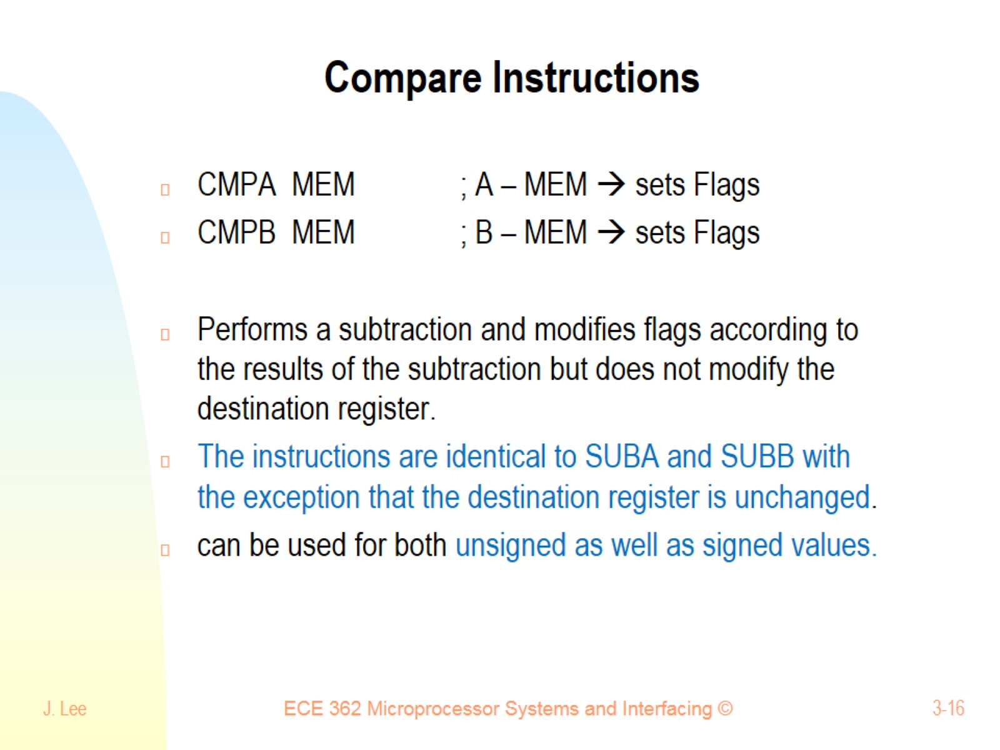 Compare Instructions
CMPA MEM ; A – MEM → sets Flags
CMPB MEM ; B – MEM → sets Flags
Performs a subtraction and modifies flags according to
the results of the subtraction but does not modify the
destination register.
The instructions are identical to SUBA and SUBB with
the exception that the destination register is unchanged.
can be used for both unsigned as well as signed values.
J. Lee
ECE 362 Microprocessor Systems and Interfacing ©
3-16